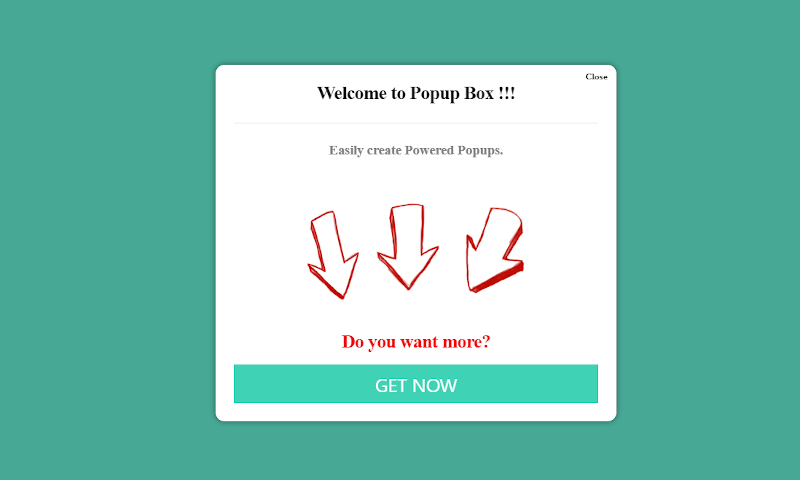 Close
Welcome to Popup Box !!!
Easily create Powered Popups.
Do you want more?
GET NOW